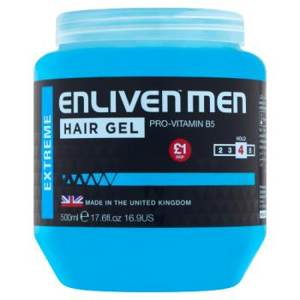 ENLIVEN MEN
HAIR GEL
PRO-VITAMIN B5
EXTREME
HOLD
2 3 4 5
£1
MADE IN THE UNITED KINGDOM
500ml e 17.6fl oz 16.9US